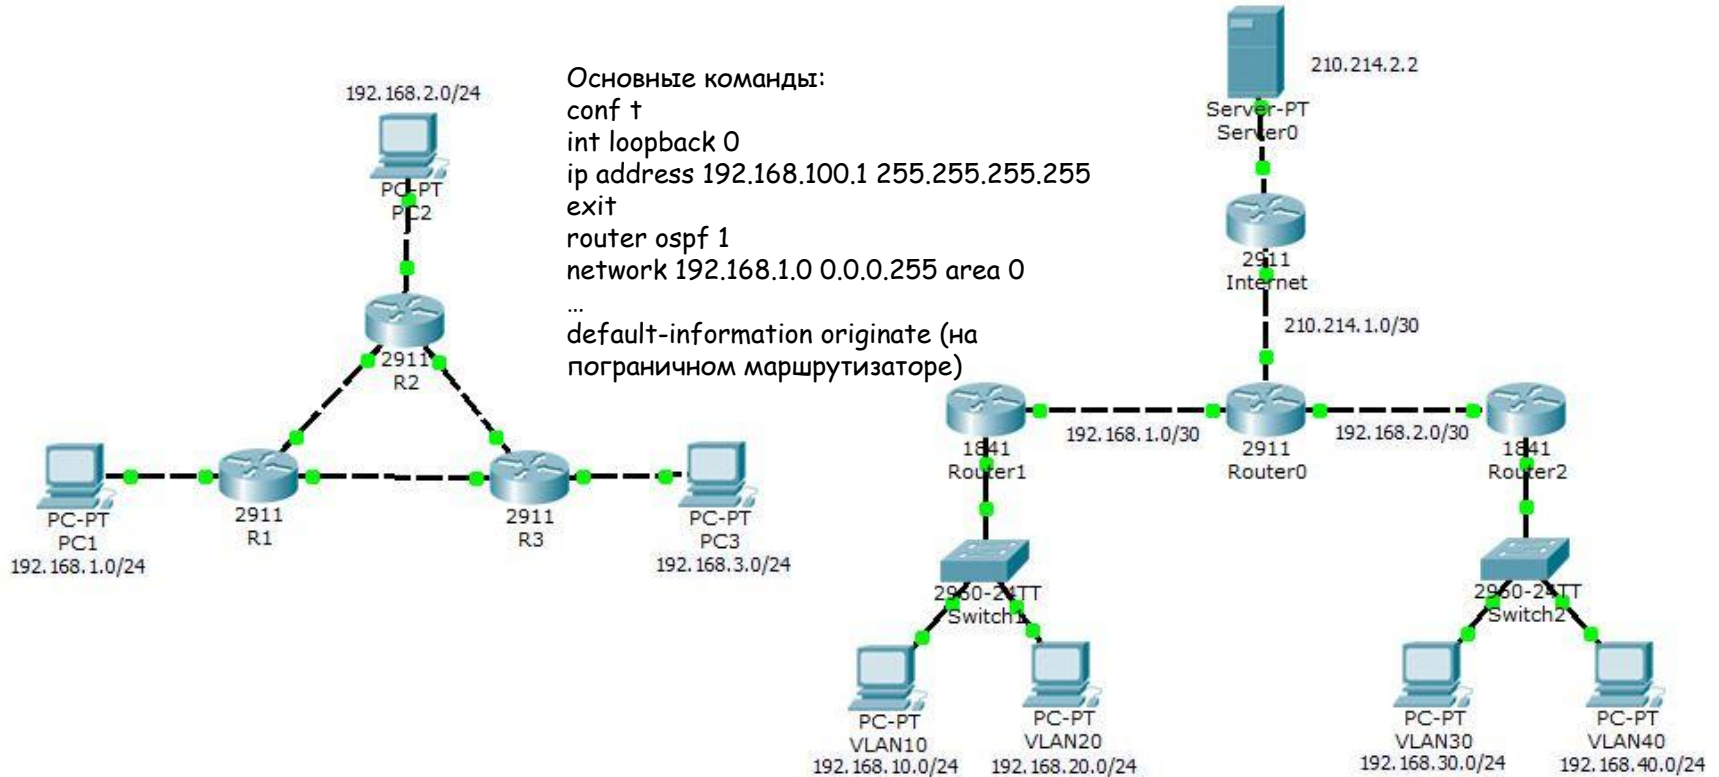 192.168.2.0/24
PC-PT
PC2
2911
R2
PC-PT
PC1
192.168.1.0/24
2911
R1
2911
R3
PC-PT
PC3
192.168.3.0/24
Основные команды:
conf t
int loopback 0
ip address 192.168.100.1 255.255.255.255
exit
router ospf 1
network 192.168.1.0 0.0.0.255 area 0
...
default-information originate (на
пограничном маршрутизаторе)
210.214.2.2
Server-PT
Server0
2911
Internet
210.214.1.0/30
1841
Router1
192.168.1.0/30
2911
Router0
192.168.2.0/30
1841
Router2
2960-24TT
Switch1
2960-24TT
Switch2
PC-PT
VLAN10
192.168.10.0/24
PC-PT
VLAN20
192.168.20.0/24
PC-PT
VLAN30
192.168.30.0/24
PC-PT
VLAN40
192.168.40.0/24